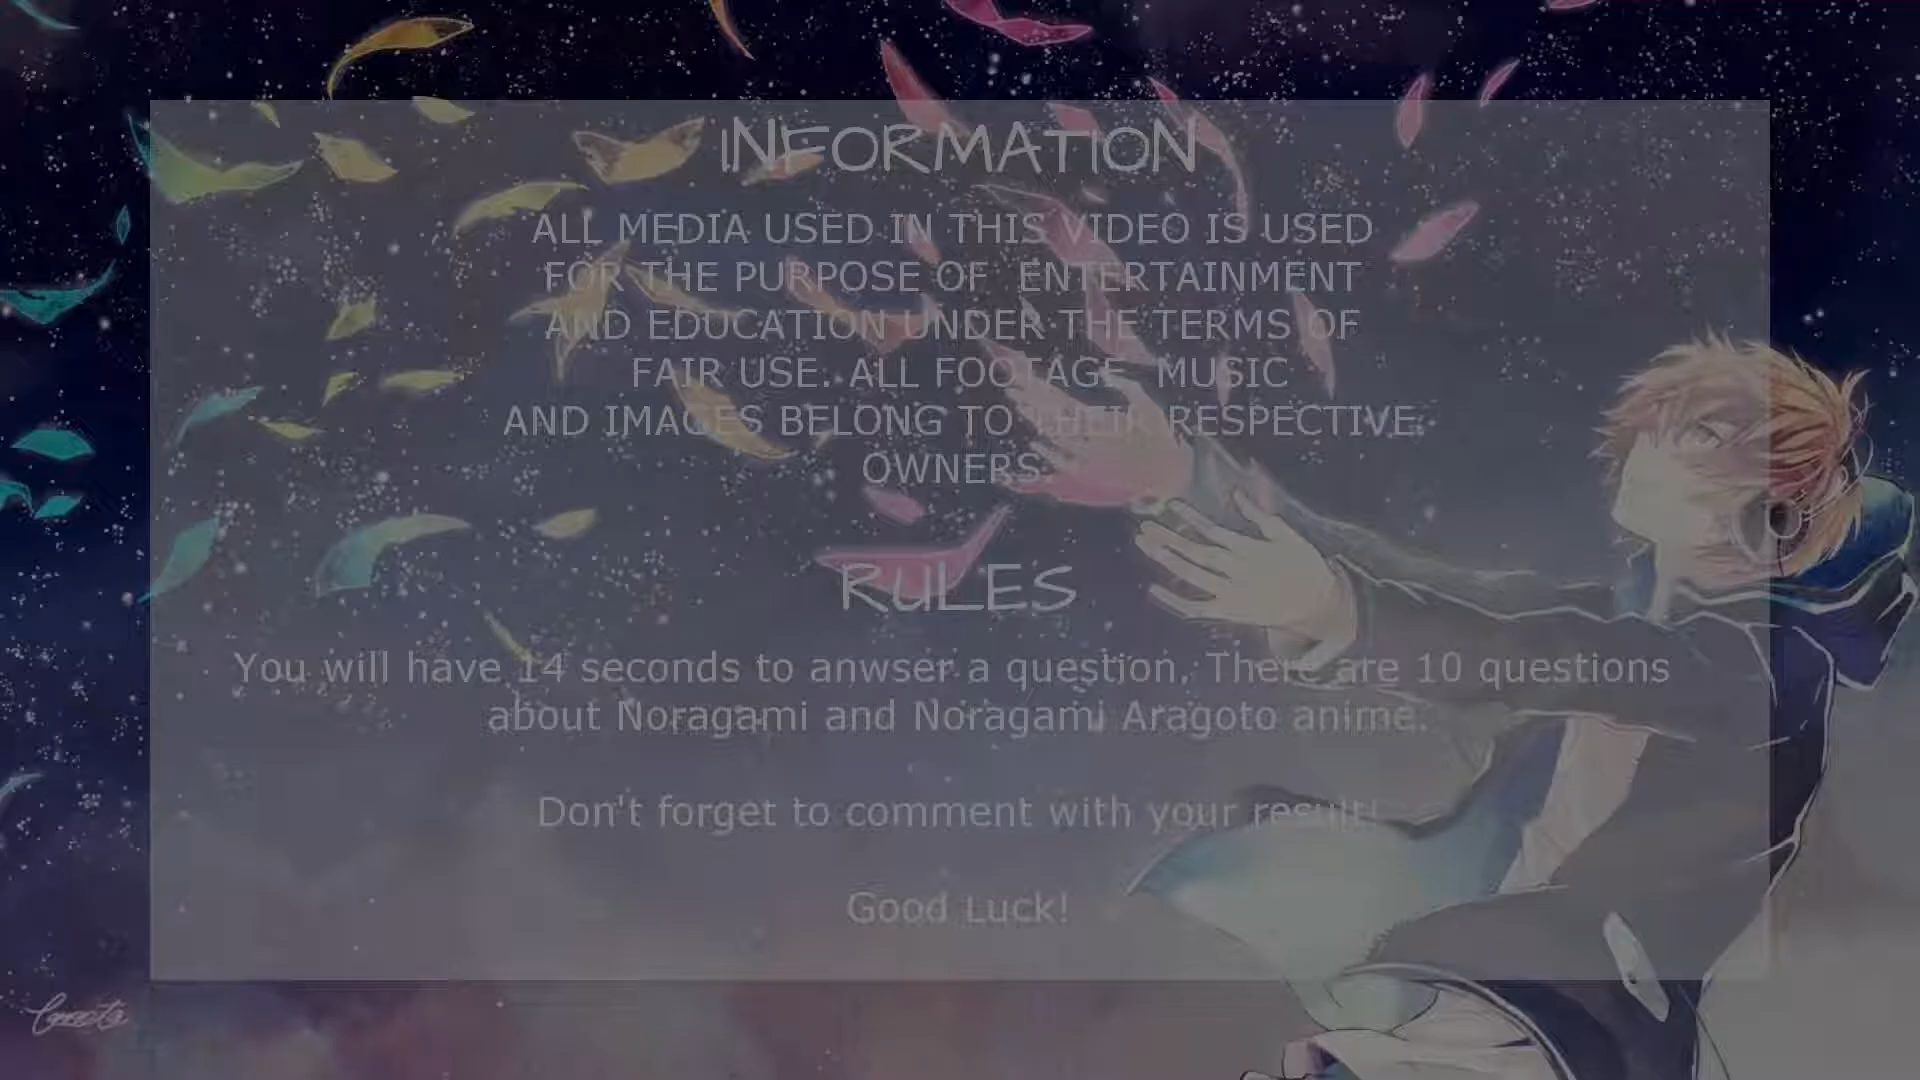 INFORMATION
ALL MEDIA USED IN THIS VIDEO IS USED
FOR THE PURPOSE OF ENTERTAINMENT
AND EDUCATION UNDER THE TERMS OF
FAIR USE. ALL FOOTAGE, MUSIC
AND IMAGES BELONG TO THEIR RESPECTIVE
OWNERS
RULES
You will have 14 seconds to anwser a question. There are 10 questions
about Noragami and Noragami Aragoto anime.
Don't forget to comment with your result!
Good Luck!